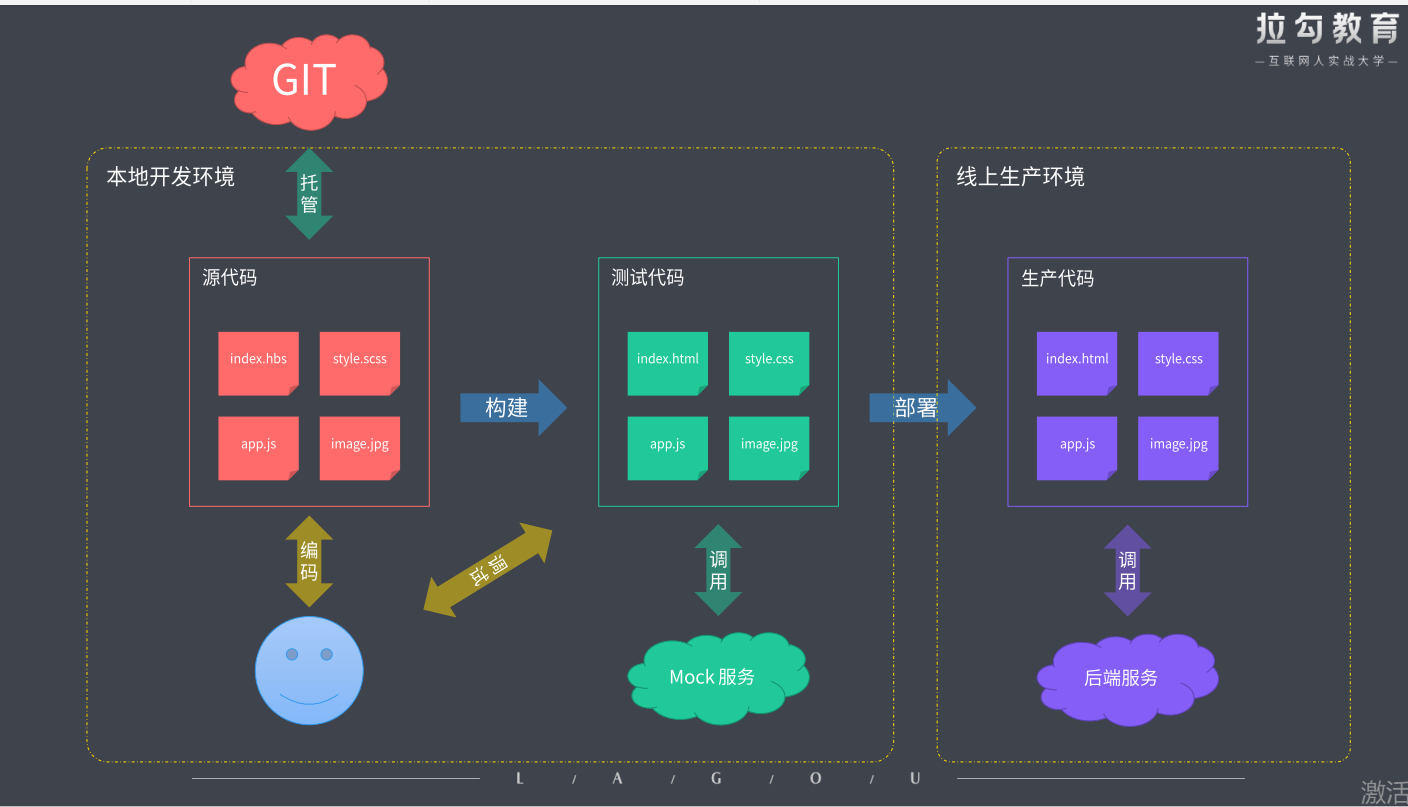 拉勾教育
—互联网人实战大学—
GIT
本地开发环境
托管
线上生产环境
源代码
测试代码
生产代码
index.hbs
style.scss
index.html
style.css
index.html
style.css
构建
部署
app.js
image.jpg
app.js
image.jpg
app.js
image.jpg
编码
调试
调用
调用
Mock 服务
后端服务
L / A / G / O / U
激活